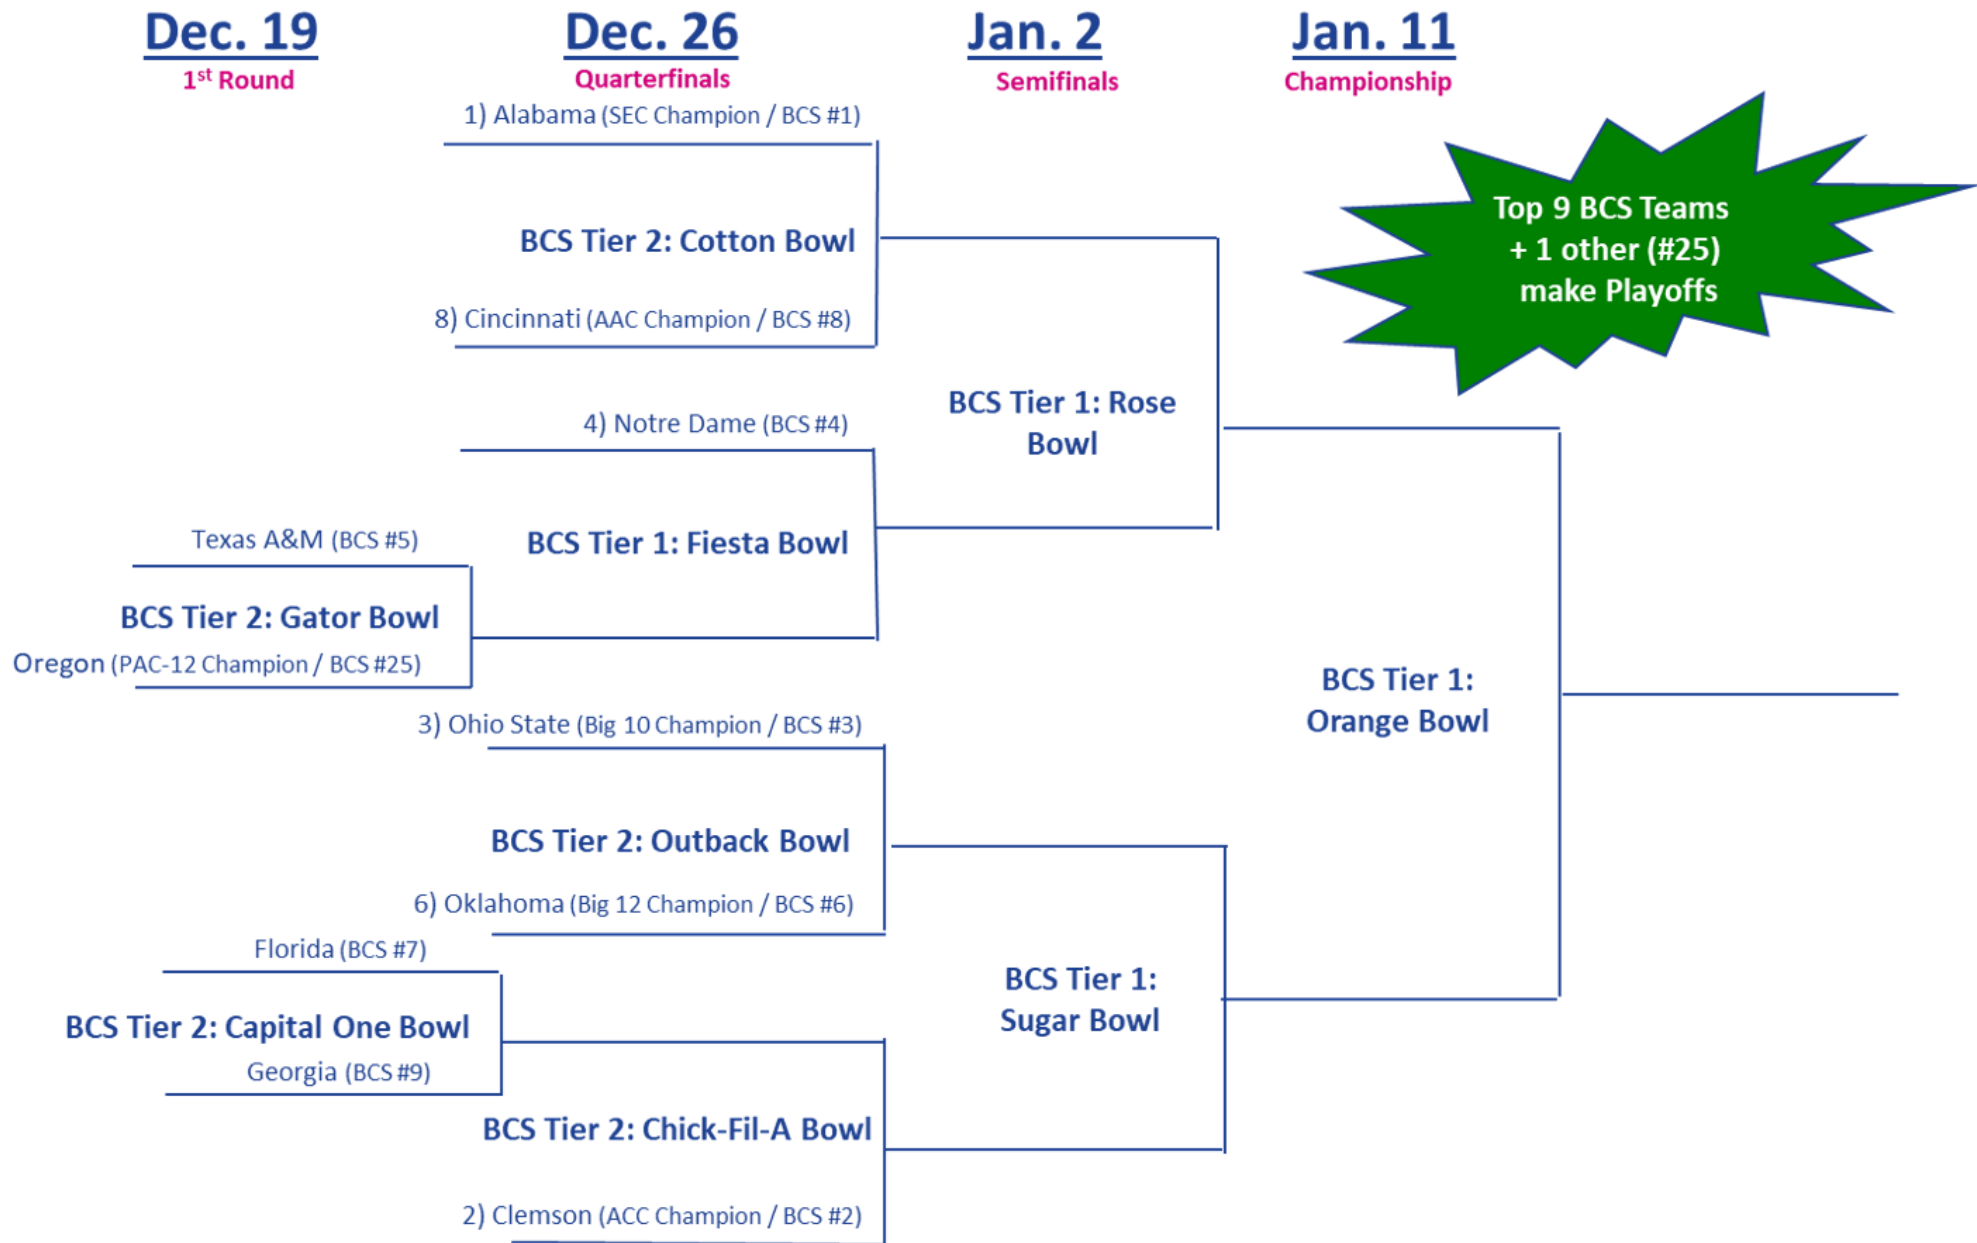 Dec. 19
1st Round
Dec. 26
Quarterfinals
Jan. 2
Semifinals
Jan. 11
Championship
1) Alabama (SEC Champion / BCS #1)
BCS Tier 2: Cotton Bowl
8) Cincinnati (AAC Champion / BCS #8)
Top 9 BCS Teams
+ 1 other (#25)
make Playoffs
4) Notre Dame (BCS #4)
BCS Tier 1: Rose
Bowl
Texas A&M (BCS #5)
BCS Tier 1: Fiesta Bowl
BCS Tier 2: Gator Bowl
Oregon (PAC-12 Champion / BCS #25)
3) Ohio State (Big 10 Champion / BCS #3)
BCS Tier 1:
Orange Bowl
BCS Tier 2: Outback Bowl
6) Oklahoma (Big 12 Champion / BCS #6)
Florida (BCS #7)
BCS Tier 2: Capital One Bowl
Georgia (BCS #9)
BCS Tier 1:
Sugar Bowl
BCS Tier 2: Chick-Fil-A Bowl
2) Clemson (ACC Champion / BCS #2)